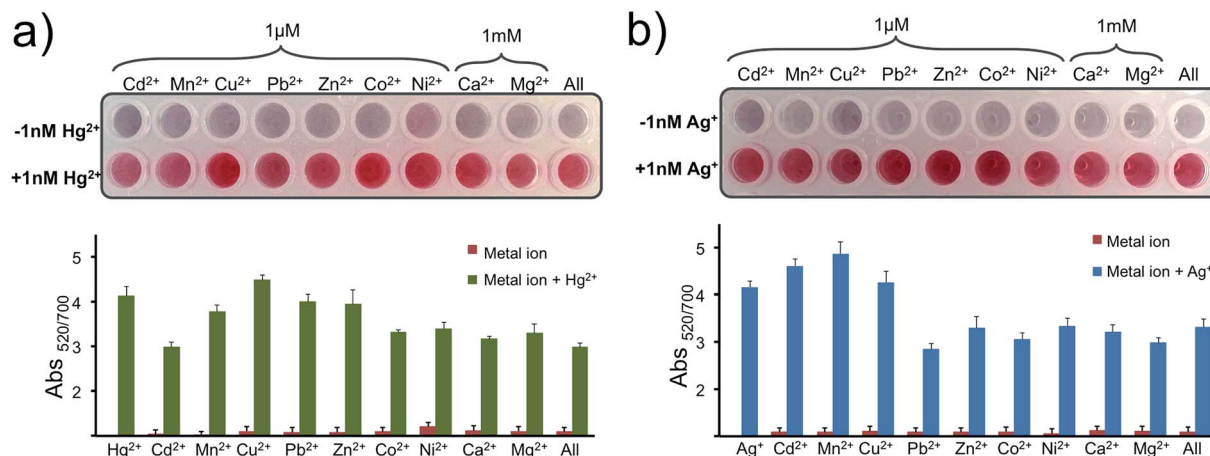 a)
1μM
1mM
Cd²⁺ Mn²⁺ Cu²⁺ Pb²⁺ Zn²⁺ Co²⁺ Ni²⁺ Ca²⁺ Mg²⁺ All
-1nM Hg²⁺
+1nM Hg²⁺
5
4
3
2
Abs 520/700
Metal ion
Metal ion + Hg²⁺
Hg²⁺ Cd²⁺ Mn²⁺ Cu²⁺ Pb²⁺ Zn²⁺ Co²⁺ Ni²⁺ Ca²⁺ Mg²⁺ All
b)
1μM
1mM
Cd²⁺ Mn²⁺ Cu²⁺ Pb²⁺ Zn²⁺ Co²⁺ Ni²⁺ Ca²⁺ Mg²⁺ All
-1nM Ag⁺
+1nM Ag⁺
5
4
3
2
Abs 520/700
Metal ion
Metal ion + Ag⁺
Ag⁺ Cd²⁺ Mn²⁺ Cu²⁺ Pb²⁺ Zn²⁺ Co²⁺ Ni²⁺ Ca²⁺ Mg²⁺ All